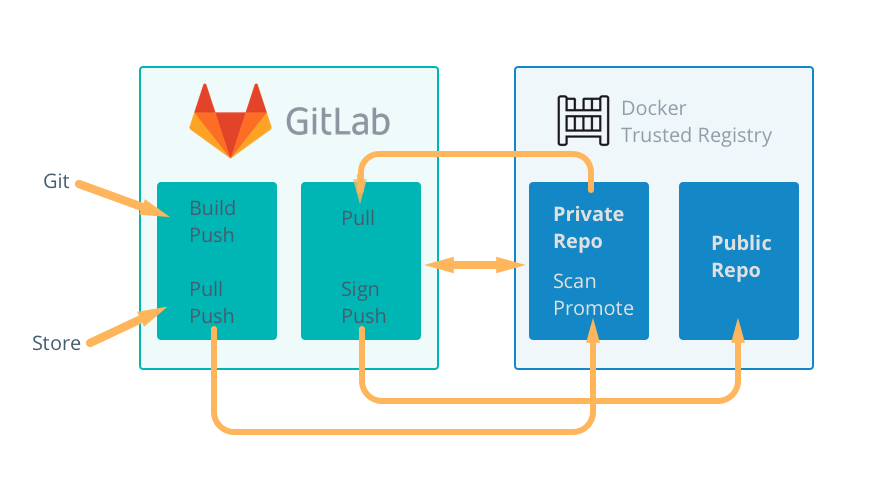 GitLab
Docker
Trusted Registry
Git
Store
Build
Push
Pull
Push
Pull
Sign
Push
Private
Repo
Scan
Promote
Public
Repo